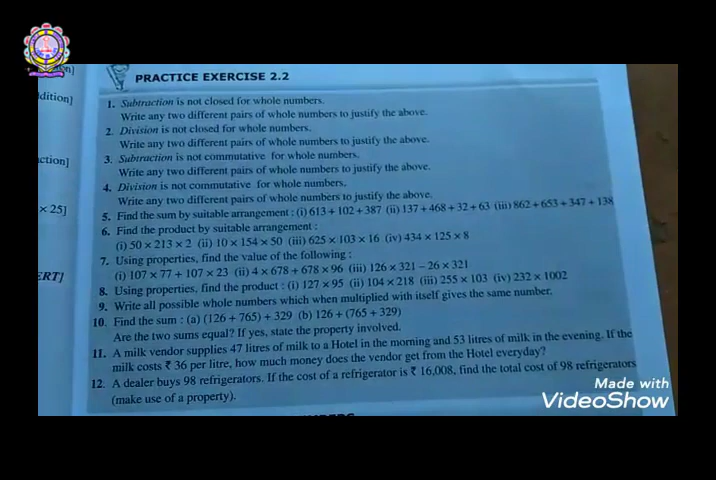 on]
dition]
ction]
× 25]
ERT]
PRACTICE EXERCISE 2.2
1. Subtraction is not closed for whole numbers.
Write any two different pairs of whole numbers to justify the above.
2. Division is not closed for whole numbers.
Write any two different pairs of whole numbers to justify the above.
3. Subtraction is not commutative for whole numbers.
Write any two different pairs of whole numbers to justify the above.
4. Division is not commutative for whole numbers.
Write any two different pairs of whole numbers to justify the above.
5. Find the sum by suitable arrangement : (i) 613 + 102 + 387 (ii) 137 + 468 + 32 + 63 (iii) 862 + 653 + 347 + 138
6. Find the product by suitable arrangement :
(i) 50 × 213 × 2 (ii) 10 × 154 × 50 (iii) 625 × 103 × 16 (iv) 434 × 125 × 8
7. Using properties, find the value of the following :
(i) 107 × 77 + 107 × 23 (ii) 4 × 678 + 678 × 96 (iii) 126 × 321 – 26 × 321
8. Using properties, find the product : (i) 127 × 95 (ii) 104 × 218 (iii) 255 × 103 (iv) 232 × 1002
9. Write all possible whole numbers which when multiplied with itself gives the same number.
10. Find the sum : (a) (126 + 765) + 329 (b) 126 + (765 + 329)
Are the two sums equal? If yes, state the property involved.
11. A milk vendor supplies 47 litres of milk to a Hotel in the morning and 53 litres of milk in the evening. If the
milk costs ₹ 36 per litre, how much money does the vendor get from the Hotel everyday?
12. A dealer buys 98 refrigerators. If the cost of a refrigerator is ₹ 16,008, find the total cost of 98 refrigerators
(make use of a property).
Made with
VideoShow